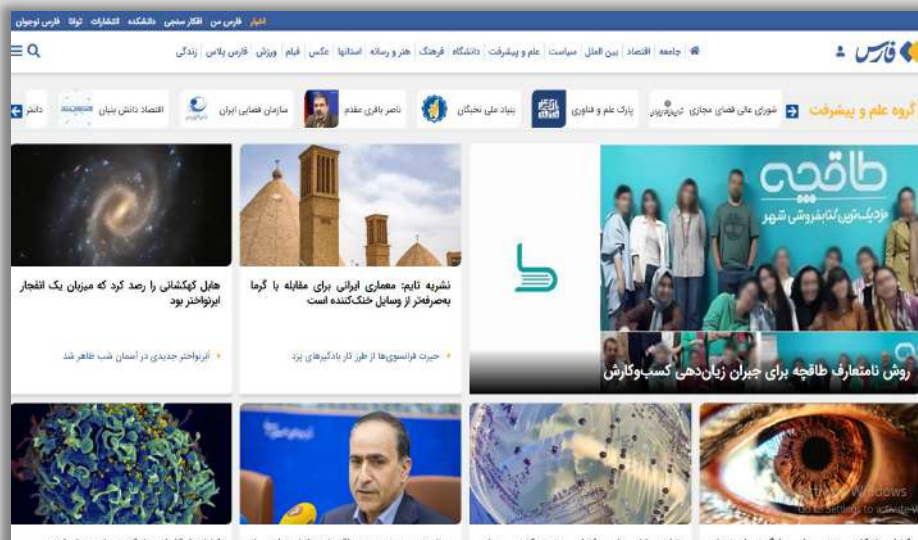 اخبار فارس من افکار سنجی دانشکده انتشارات توانا فارس نوجوان
فارس
جامعه اقتصاد بین الملل سیاست علم و پیشرفت دانشگاه فرهنگ هنر و رسانه استانها عکس فیلم ورزش فارس پلاس زندگی
گروه علم و پیشرفت
شورای عالی فضای مجازی
پارک علم و فناوری
بنیاد ملی نخبگان
ناصر باقری مقدم
سازمان فضایی ایران
اقتصاد دانش بنیان
دانش
طاقچه
نزدیک‌ترین کتابفروشی شهر
روش نامتعارف طاقچه برای جبران زیان‌دهی کسب‌وکارش
نشریه تایم: معماری ایرانی برای مقابله با گرما
به‌صرفه‌تر از وسایل خنک‌کننده است
حیرت فرانسوی‌ها از طرز کار بادگیرهای یزد
هابل کهکشانی را رصد کرد که میزبان یک انفجار
ابرنواختر بود
ابرنواختر جدیدی در آسمان شب ظاهر شد